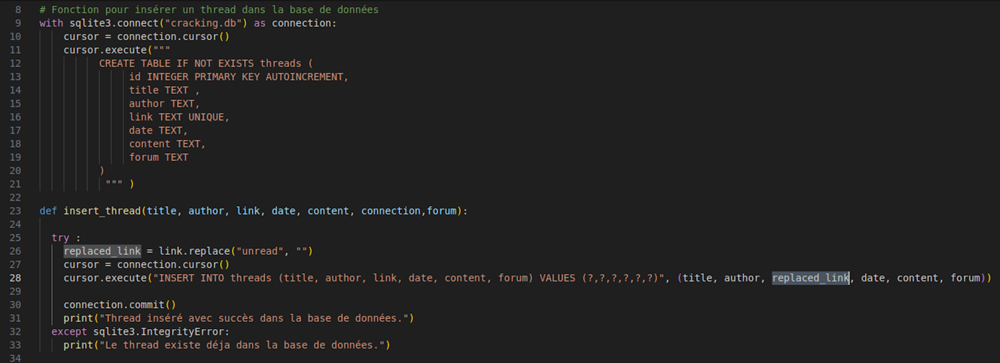 8 # Fonction pour insérer un thread dans la base de données
9 with sqlite3.connect("cracking.db") as connection:
10 cursor = connection.cursor()
11 cursor.execute("""
12 CREATE TABLE IF NOT EXISTS threads (
13 id INTEGER PRIMARY KEY AUTOINCREMENT,
14 title TEXT ,
15 author TEXT,
16 link TEXT UNIQUE,
17 date TEXT,
18 content TEXT,
19 forum TEXT
20 )
21 """ )
22
23 def insert_thread(title, author, link, date, content, connection,forum):
24
25 try :
26 replaced_link = link.replace("unread", "")
27 cursor = connection.cursor()
28 cursor.execute("INSERT INTO threads (title, author, link, date, content, forum) VALUES (?,?,?,?,?,?)", (title, author, replaced_link, date, content, forum))
29
30 connection.commit()
31 print("Thread inséré avec succès dans la base de données.")
32 except sqlite3.IntegrityError:
33 print("Le thread existe déja dans la base de données.")
34